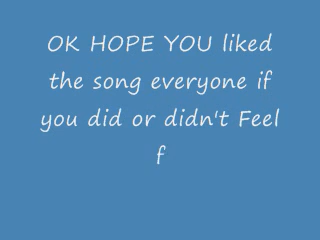 OK HOPE YOU liked
the song everyone if
you did or didn't Feel
f